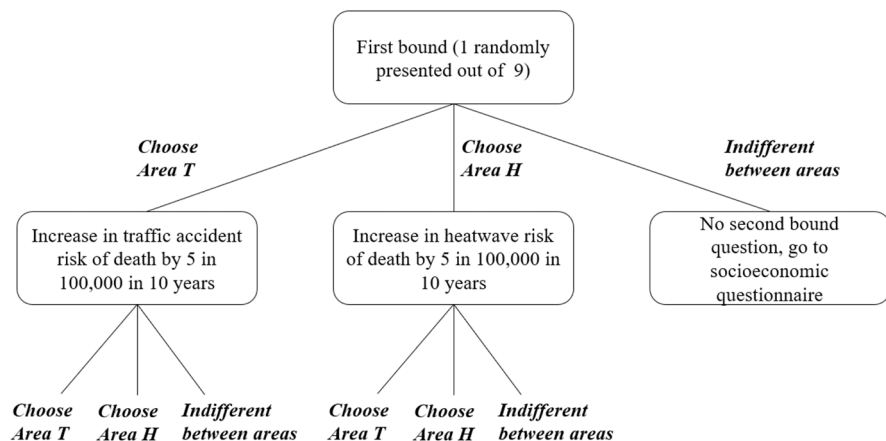 First bound (1 randomly
presented out of 9)
Choose
Area T
Choose
Area H
Indifferent
between areas
Increase in traffic accident
risk of death by 5 in
100,000 in 10 years
Increase in heatwave risk
of death by 5 in 100,000 in
10 years
No second bound
question, go to
socioeconomic
questionnaire
Choose
Area T
Choose
Area H
Indifferent
between areas
Choose
Area T
Choose
Area H
Indifferent
between areas